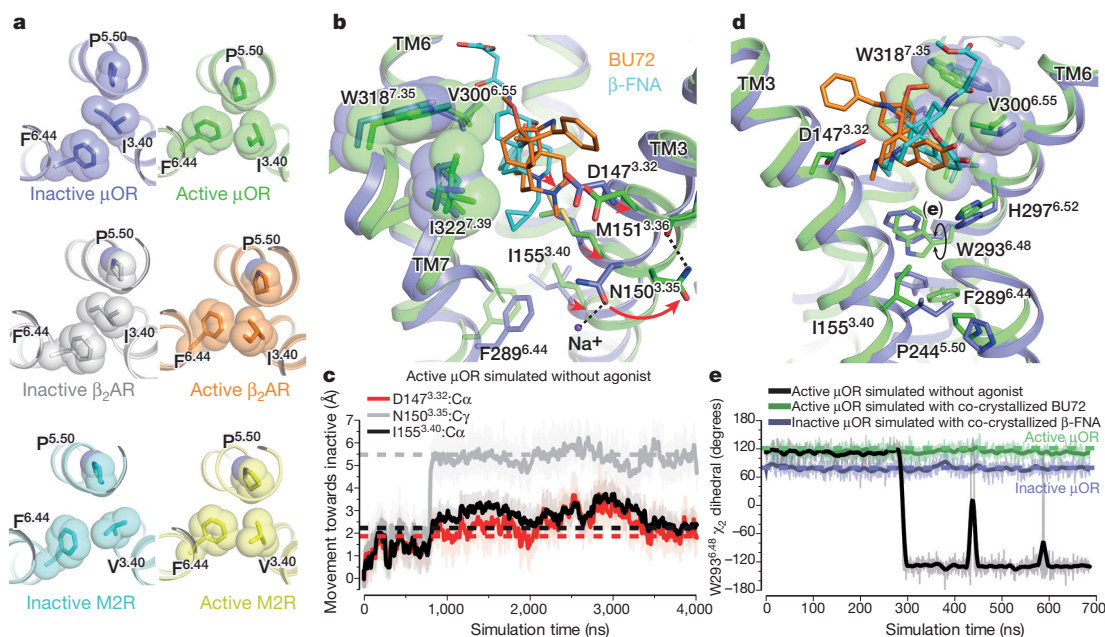 a
P5.50
P5.50
F6.44
I3.40
F6.44
I3.40
Inactive μOR
Active μOR
P5.50
P5.50
F6.44
I3.40
F6.44
I3.40
Inactive β2AR
Active β2AR
P5.50
P5.50
F6.44
V3.40
F6.44
V3.40
Inactive M2R
Active M2R
b
TM6
BU72
β-FNA
W3187.35
V3006.55
TM3
D1473.32
I3227.39
M1513.36
TM7
I1553.40
N1503.35
Na+
F2896.44
c
Active μOR simulated without agonist
D1473.32:Cα
N1503.35:Cγ
I1553.40:Cα
Movement towards inactive (Å)
7
6
5
4
3
2
1
0
0
1,000
2,000
3,000
4,000
Simulation time (ns)
d
W3187.35
TM3
TM6
V3006.55
D1473.32
(e)
H2976.52
W2936.48
F2896.44
I1553.40
P2445.50
e
Active μOR simulated without agonist
Active μOR simulated with co-crystallized BU72
Inactive μOR simulated with co-crystallized β-FNA
Active μOR
Inactive μOR
W2936.48 χ2 dihedral (degrees)
180
120
60
0
−60
−120
−180
0
100
200
300
400
500
600
700
Simulation time (ns)